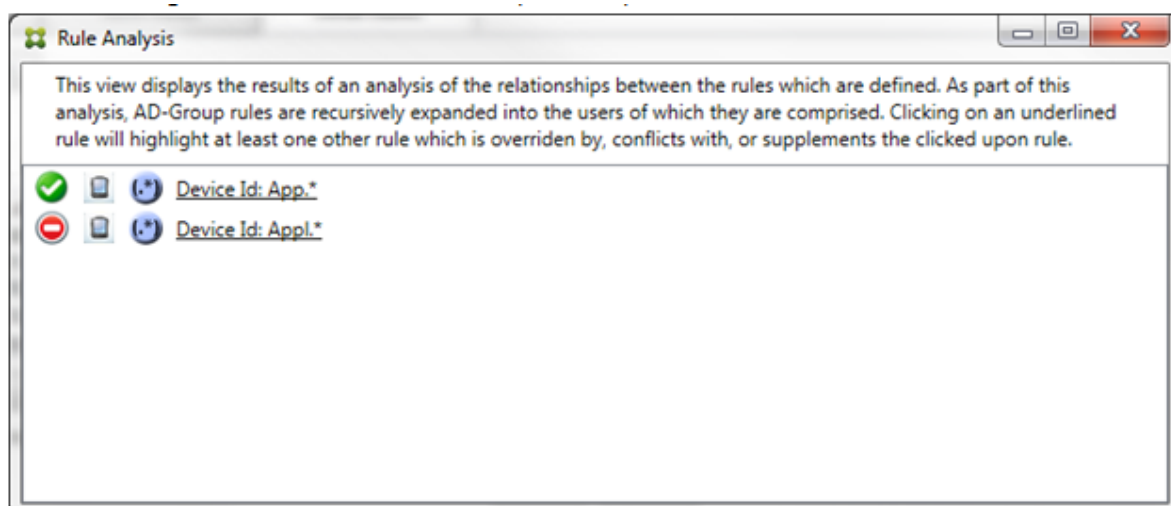 Rule Analysis
This view displays the results of an analysis of the relationships between the rules which are defined. As part of this
analysis, AD-Group rules are recursively expanded into the users of which they are comprised. Clicking on an underlined
rule will highlight at least one other rule which is overriden by, conflicts with, or supplements the clicked upon rule.
(.*) Device Id: App.*
(.*) Device Id: Appl.*